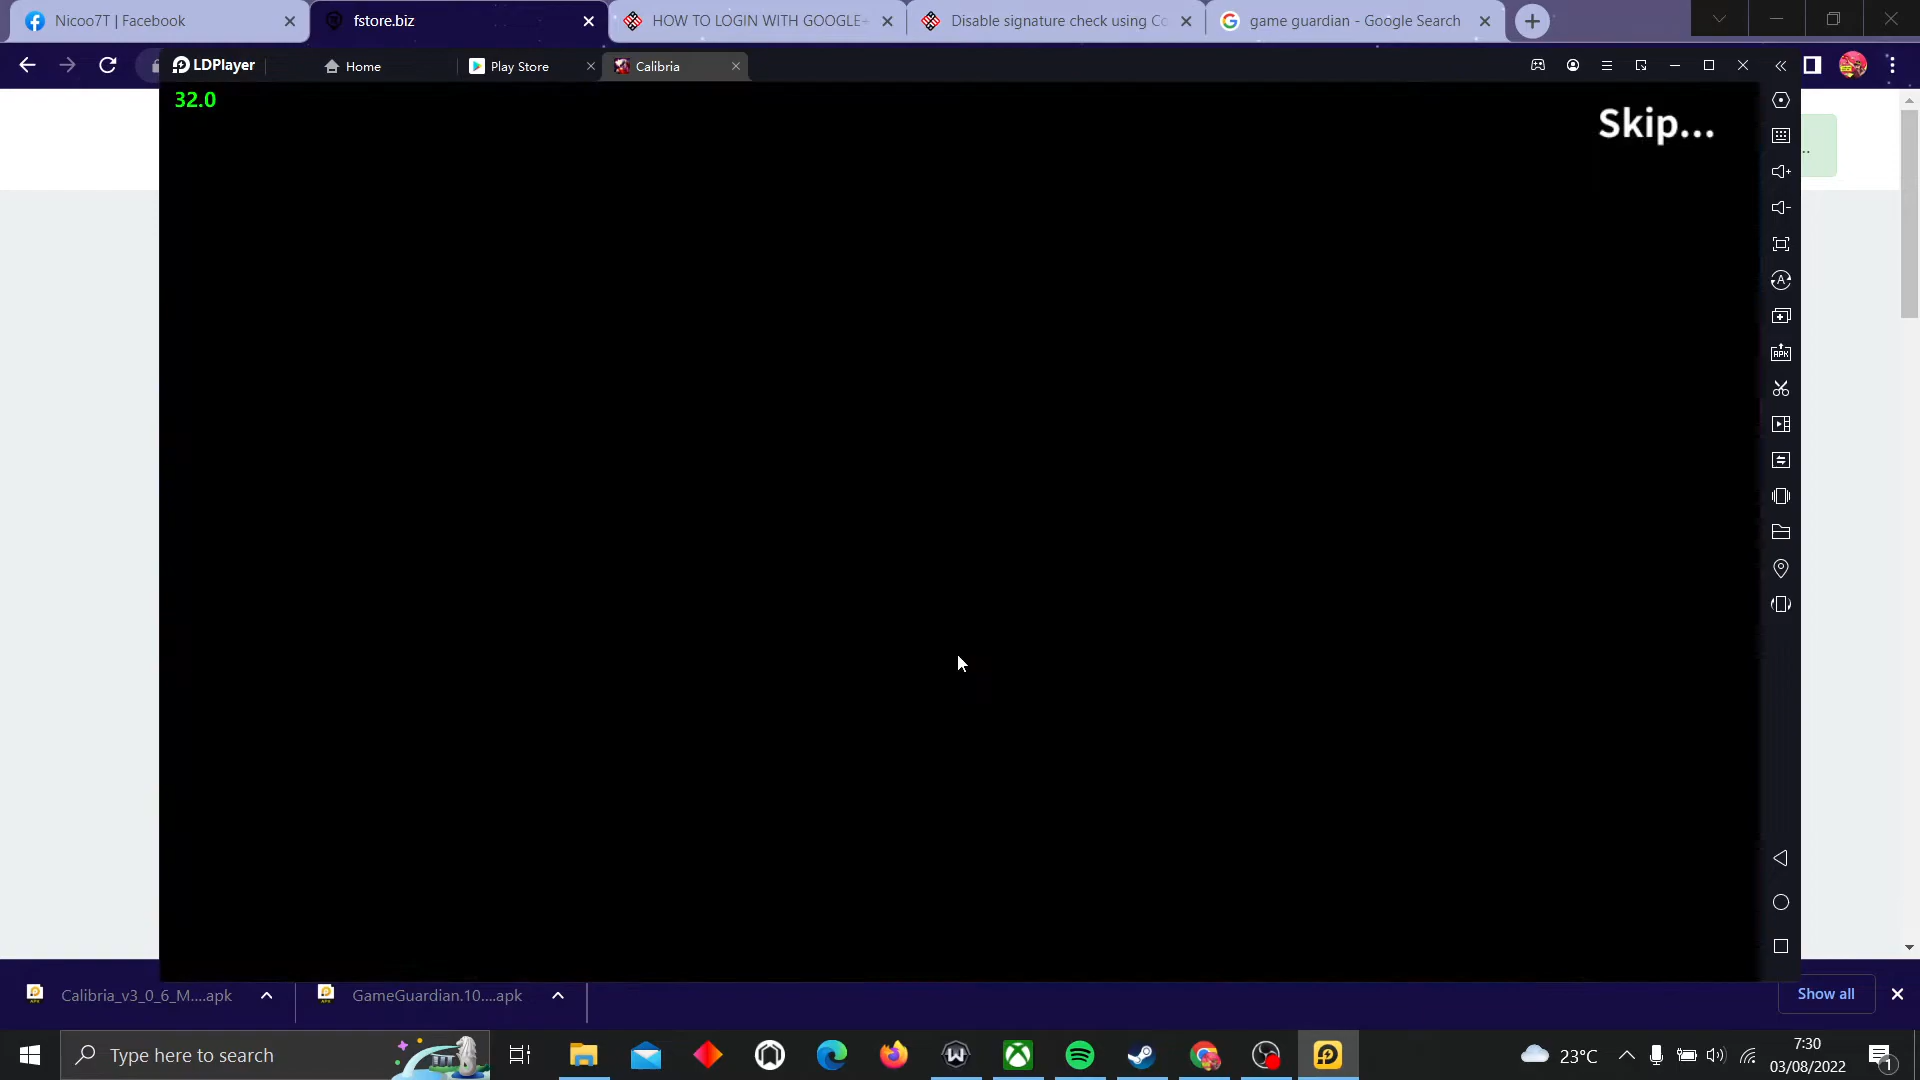 Nicoo7T | Facebook
fstore.biz
HOW TO LOGIN WITH GOOGLE+
Disable signature check using Co
game guardian - Google Search
LDPlayer
Home
Play Store
Calibria
32.0
Skip...
APK
Calibria_v3_0_6_M....apk
GameGuardian.10....apk
Show all
Type here to search
23°C
7:30
03/08/2022
1